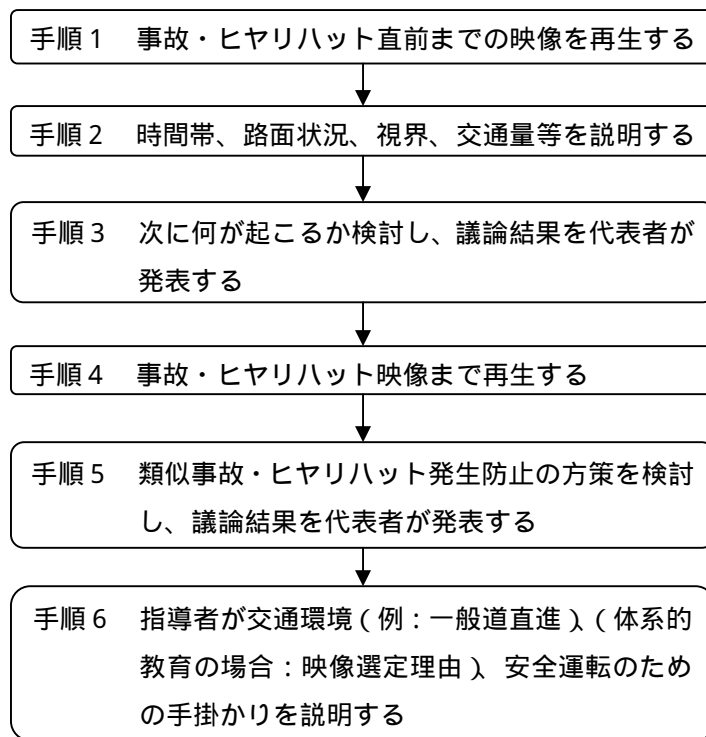 手順1 事故・ヒヤリハット直前までの映像を再生する
手順2 時間帯、路面状況、視界、交通量等を説明する
手順3 次に何が起こるか検討し、議論結果を代表者が
発表する
手順4 事故・ヒヤリハット映像まで再生する
手順5 類似事故・ヒヤリハット発生防止の方策を検討
し、議論結果を代表者が発表する
手順6 指導者が交通環境(例:一般道直進)、(体系的
教育の場合:映像選定理由)、安全運転のため
の手掛かりを説明する